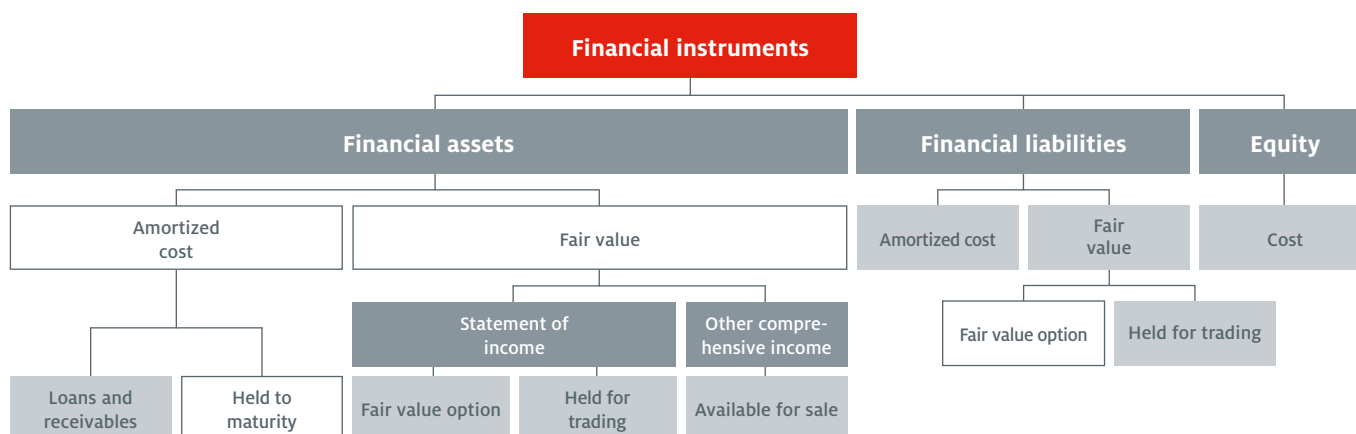 Financial instruments
Financial assets
Financial liabilities
Equity
Amortized
cost
Fair value
Amortized cost
Fair
value
Cost
Statement of
income
Other compre-
hensive income
Fair value option
Held for trading
Loans and
receivables
Held to
maturity
Fair value option
Held for
trading
Available for sale